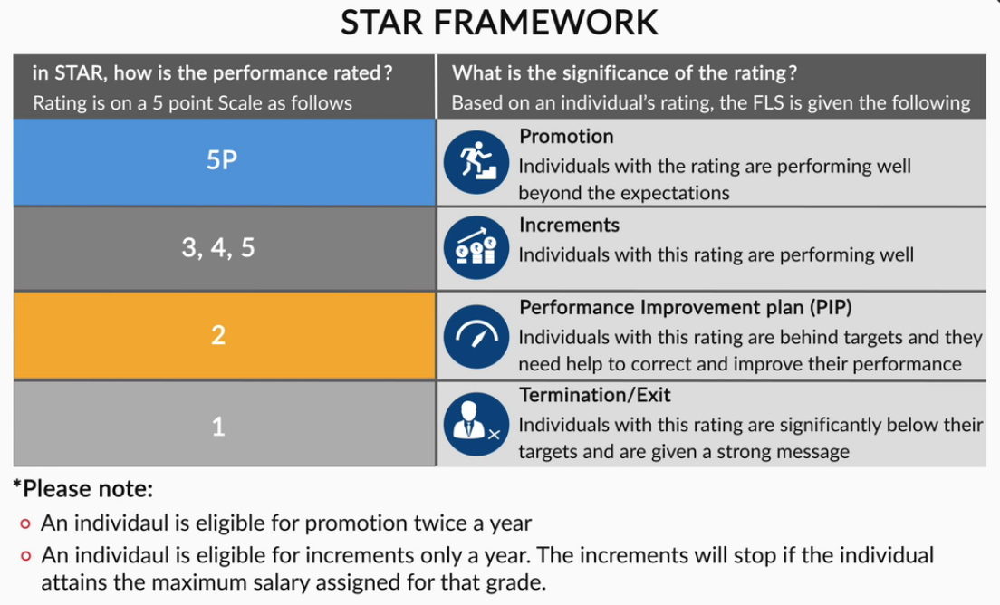 STAR FRAMEWORK
in STAR, how is the performance rated?
Rating is on a 5 point Scale as follows
What is the significance of the rating?
Based on an individual's rating, the FLS is given the following
5P
Promotion
Individuals with the rating are performing well
beyond the expectations
3, 4, 5
Increments
Individuals with this rating are performing well
2
Performance Improvement plan (PIP)
Individuals with this rating are behind targets and they
need help to correct and improve their performance
1
Termination/Exit
Individuals with this rating are significantly below their
targets and are given a strong message
*Please note:
An individaul is eligible for promotion twice a year
An individaul is eligible for increments only a year. The increments will stop if the individual
attains the maximum salary assigned for that grade.